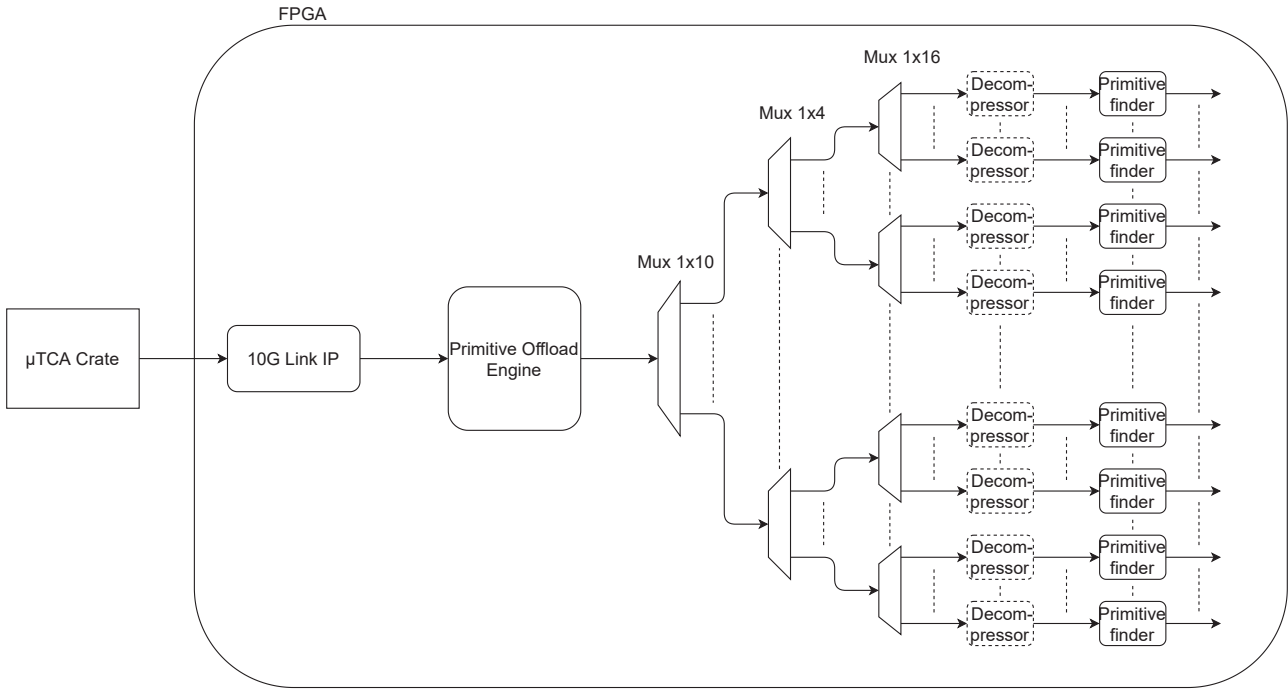 FPGA
Mux 1x16
Decom-
pressor
Primitive
finder
Mux 1x4
Decom-
pressor
Primitive
finder
Decom-
pressor
Primitive
finder
Mux 1x10
Decom-
pressor
Primitive
finder
µTCA Crate
10G Link IP
Primitive Offload
Engine
Decom-
pressor
Primitive
finder
Decom-
pressor
Primitive
finder
Decom-
pressor
Primitive
finder
Decom-
pressor
Primitive
finder